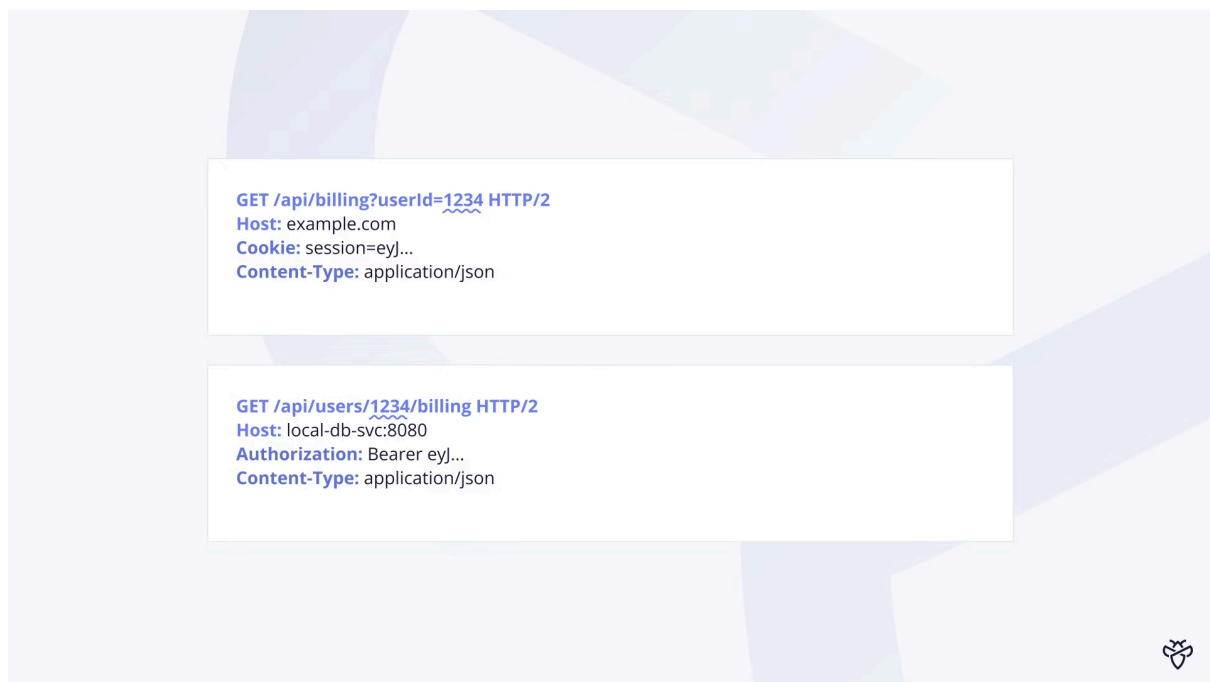 GET /api/billing?userId=1234 HTTP/2
Host: example.com
Cookie: session=eyJ...
Content-Type: application/json
GET /api/users/1234/billing HTTP/2
Host: local-db-svc:8080
Authorization: Bearer eyJ...
Content-Type: application/json